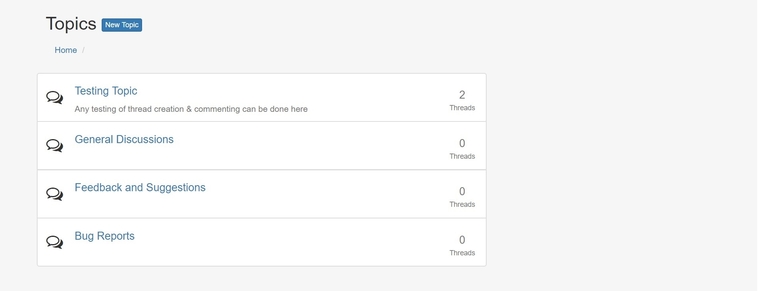 Topics New Topic
Home /
Testing Topic
Any testing of thread creation & commenting can be done here
2
Threads
General Discussions
0
Threads
Feedback and Suggestions
0
Threads
Bug Reports
0
Threads